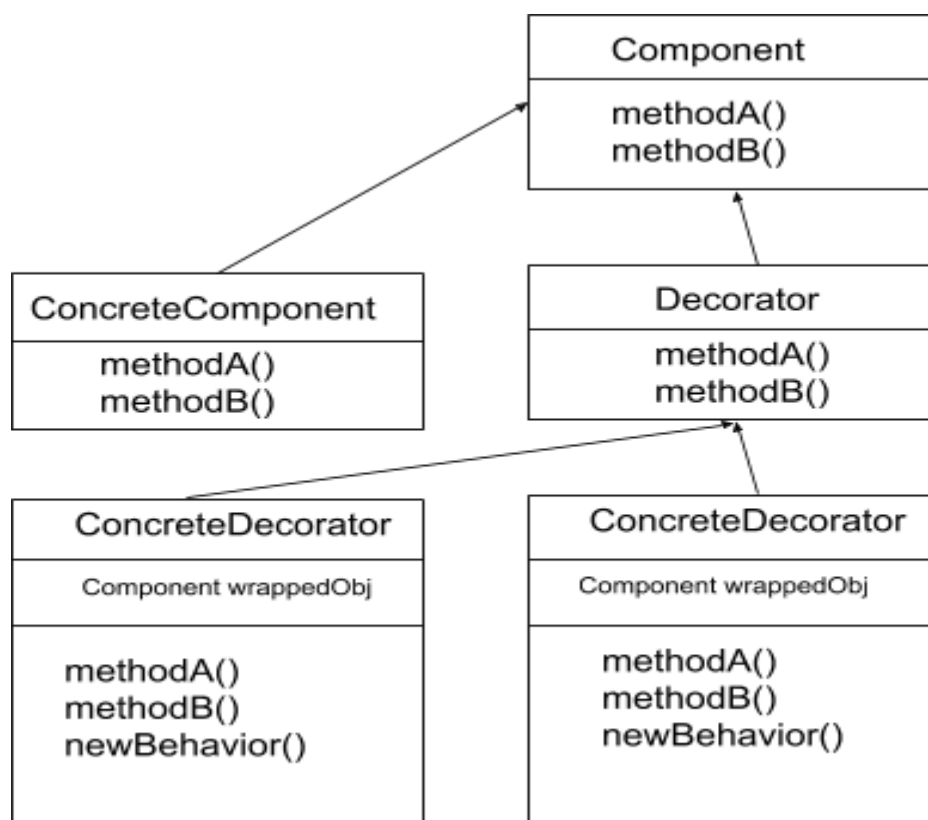 Component
methodA()
methodB()
ConcreteComponent
methodA()
methodB()
Decorator
methodA()
methodB()
ConcreteDecorator
Component wrappedObj
methodA()
methodB()
newBehavior()
ConcreteDecorator
Component wrappedObj
methodA()
methodB()
newBehavior()